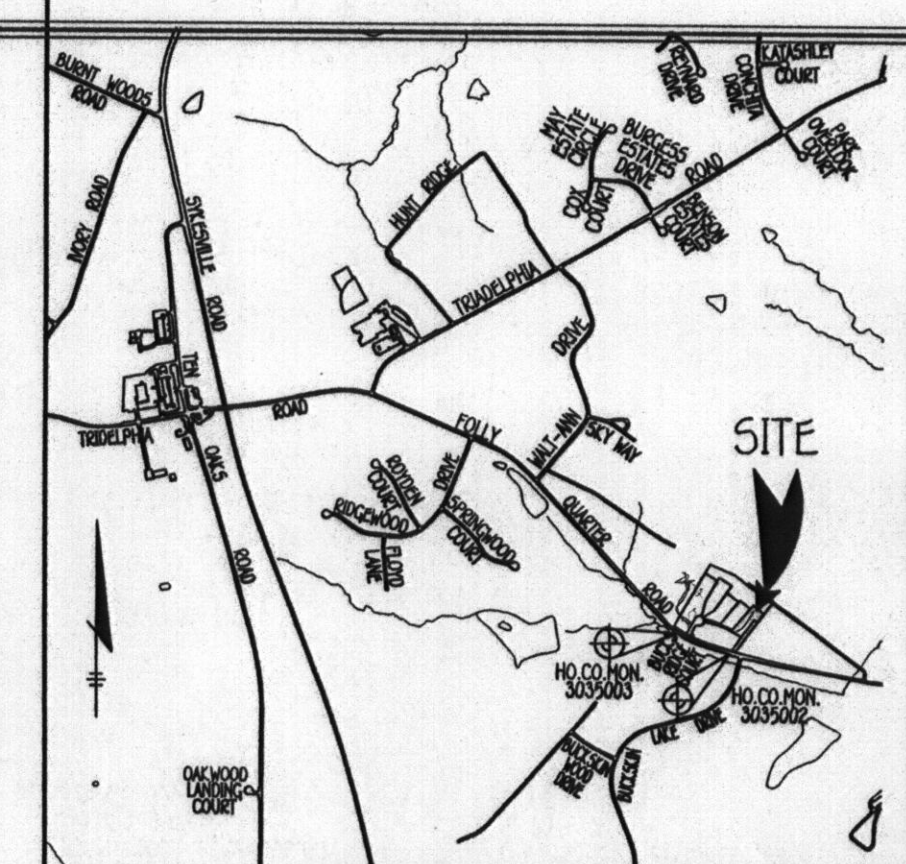 BURNT WOODS
ROAD
IVORY ROAD
SYKESVILLE
ROAD
HUNT RIDGE
MAY
ESTATE
CIRCLE
BURGESS
ESTATES
DRIVE
COX
COURT
ROAD
REYNARD
DRIVE
CONCHITA
DRIVE
KATASHLEY
COURT
PARK
OVERLOOK
COURT
TRIADELPHIA
DRIVE
TEN
OAKS
ROAD
TRIDELPHIA
ROAD
FOLLY
WALT-ANN
SKY WAY
SITE
ROYDEN
COURT
RIDGEWOOD
DRIVE
FLOYD
LANE
SPRINGWOOD
COURT
QUARTER
ROAD
HO.CO.MON.
3035003
HO.CO.MON.
3035002
LAKE DRIVE
BUCKSKIN
BUCKSKIN
WOOD
DRIVE
OAKWOOD
LANDING
COURT